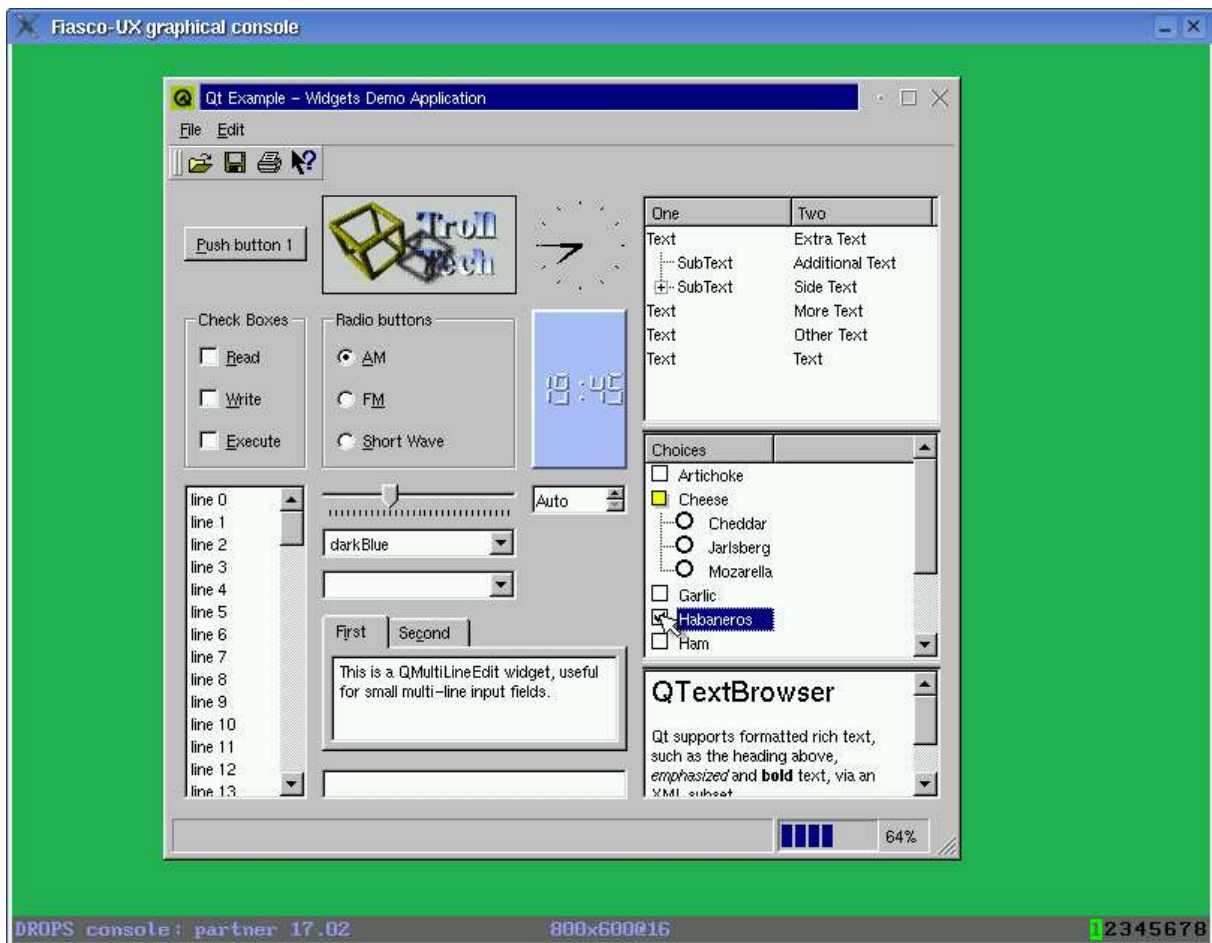 Fiasco-UX graphical console
Qt Example – Widgets Demo Application
File Edit
Push button 1
Troll
Tech
One Two
Text Extra Text
SubText Additional Text
SubText Side Text
Text More Text
Text Other Text
Text Text
Check Boxes
Read
Write
Execute
Radio buttons
AM
FM
Short Wave
19:45
Choices
Artichoke
Cheese
Cheddar
Jarlsberg
Mozarella
Garlic
Habaneros
Ham
line 0
line 1
line 2
line 3
line 4
line 5
line 6
line 7
line 8
line 9
line 10
line 11
line 12
line 13
Auto
darkBlue
First Second
This is a QMultiLineEdit widget, useful
for small multi–line input fields.
QTextBrowser
Qt supports formatted rich text,
such as the heading above,
emphasized and bold text, via an
XML subset
64%
DROPS console: partner 17.02 800x600@16 12345678